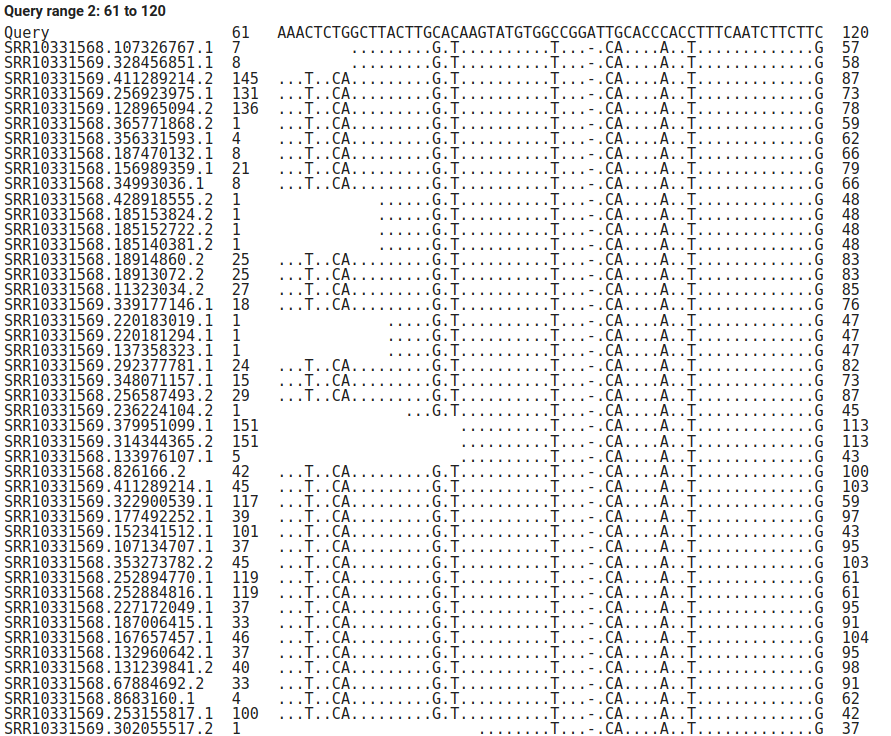 Query range 2: 61 to 120
Query 61 AAACTCTGGCTTACTTGCACAAGTATGTGGCCGGATTGCACCCACCTTTCAATCTTCTTC 120
SRR10331568.107326767.1 7 .........G.T..........T...-.CA....A..T.............G 57
SRR10331568.328456851.1 8 .........G.T..........T...-.CA....A..T.............G 58
SRR10331568.411289214.2 145 ...T..CA.........G.T..........T...-.CA....A..T.............G 87
SRR10331569.256923975.1 131 ...T..CA.........G.T..........T...-.CA....A..T.............G 73
SRR10331569.128965094.2 136 ...T..CA.........G.T..........T...-.CA....A..T.............G 78
SRR10331568.365771868.2 1 ...T..CA.........G.T..........T...-.CA....A..T.............G 59
SRR10331568.356331593.1 4 ...T..CA.........G.T..........T...-.CA....A..T.............G 62
SRR10331568.187470132.1 8 ...T..CA.........G.T..........T...-.CA....A..T.............G 66
SRR10331568.156989359.1 21 ...T..CA.........G.T..........T...-.CA....A..T.............G 79
SRR10331568.34993036.1 8 ...T..CA.........G.T..........T...-.CA....A..T.............G 66
SRR10331568.428918555.2 1 ......G.T..........T...-.CA....A..T.............G 48
SRR10331568.185153824.2 1 ......G.T..........T...-.CA....A..T.............G 48
SRR10331568.185152722.2 1 ......G.T..........T...-.CA....A..T.............G 48
SRR10331568.185140381.2 1 ......G.T..........T...-.CA....A..T.............G 48
SRR10331568.18914860.2 25 ...T..CA.........G.T..........T...-.CA....A..T.............G 83
SRR10331568.18913072.2 25 ...T..CA.........G.T..........T...-.CA....A..T.............G 83
SRR10331568.11323034.2 27 ...T..CA.........G.T..........T...-.CA....A..T.............G 85
SRR10331569.339177146.1 18 ...T..CA.........G.T..........T...-.CA....A..T.............G 76
SRR10331569.220183019.1 1 .....G.T..........T...-.CA....A..T.............G 47
SRR10331569.220181294.1 1 .....G.T..........T...-.CA....A..T.............G 47
SRR10331569.137358323.1 1 .....G.T..........T...-.CA....A..T.............G 47
SRR10331569.292377781.1 24 ...T..CA.........G.T..........T...-.CA....A..T.............G 82
SRR10331569.348071157.1 15 ...T..CA.........G.T..........T...-.CA....A..T.............G 73
SRR10331568.256587493.2 29 ...T..CA.........G.T..........T...-.CA....A..T.............G 87
SRR10331569.236224104.2 1 ...G.T..........T...-.CA....A..T.............G 45
SRR10331569.379951099.1 151 ..........T...-.CA....A..T.............G 113
SRR10331569.314344365.2 151 ..........T...-.CA....A..T.............G 113
SRR10331568.133976107.1 5 ..........T...-.CA....A..T.............G 43
SRR10331568.826166.2 42 ...T..CA.........G.T..........T...-.CA....A..T.............G 100
SRR10331569.411289214.1 45 ...T..CA.........G.T..........T...-.CA....A..T.............G 103
SRR10331569.322900539.1 117 ...T..CA.........G.T..........T...-.CA....A..T.............G 59
SRR10331569.177492252.1 39 ...T..CA.........G.T..........T...-.CA....A..T.............G 97
SRR10331569.152341512.1 101 ...T..CA.........G.T..........T...-.CA....A..T.............G 43
SRR10331569.107134707.1 37 ...T..CA.........G.T..........T...-.CA....A..T.............G 95
SRR10331568.353273782.2 45 ...T..CA.........G.T..........T...-.CA....A..T.............G 103
SRR10331568.252894770.1 119 ...T..CA.........G.T..........T...-.CA....A..T.............G 61
SRR10331568.252884816.1 119 ...T..CA.........G.T..........T...-.CA....A..T.............G 61
SRR10331568.227172049.1 37 ...T..CA.........G.T..........T...-.CA....A..T.............G 95
SRR10331568.187006415.1 33 ...T..CA.........G.T..........T...-.CA....A..T.............G 91
SRR10331568.167657457.1 46 ...T..CA.........G.T..........T...-.CA....A..T.............G 104
SRR10331568.132960642.1 37 ...T..CA.........G.T..........T...-.CA....A..T.............G 95
SRR10331568.131239841.2 40 ...T..CA.........G.T..........T...-.CA....A..T.............G 98
SRR10331568.67884692.2 33 ...T..CA.........G.T..........T...-.CA....A..T.............G 91
SRR10331568.8683160.1 4 ...T..CA.........G.T..........T...-.CA....A..T.............G 62
SRR10331569.253155817.1 100 ...T..CA.........G.T..........T...-.CA....A..T.............G 42
SRR10331569.302055517.2 1 ........T...-.CA....A..T.............G 37